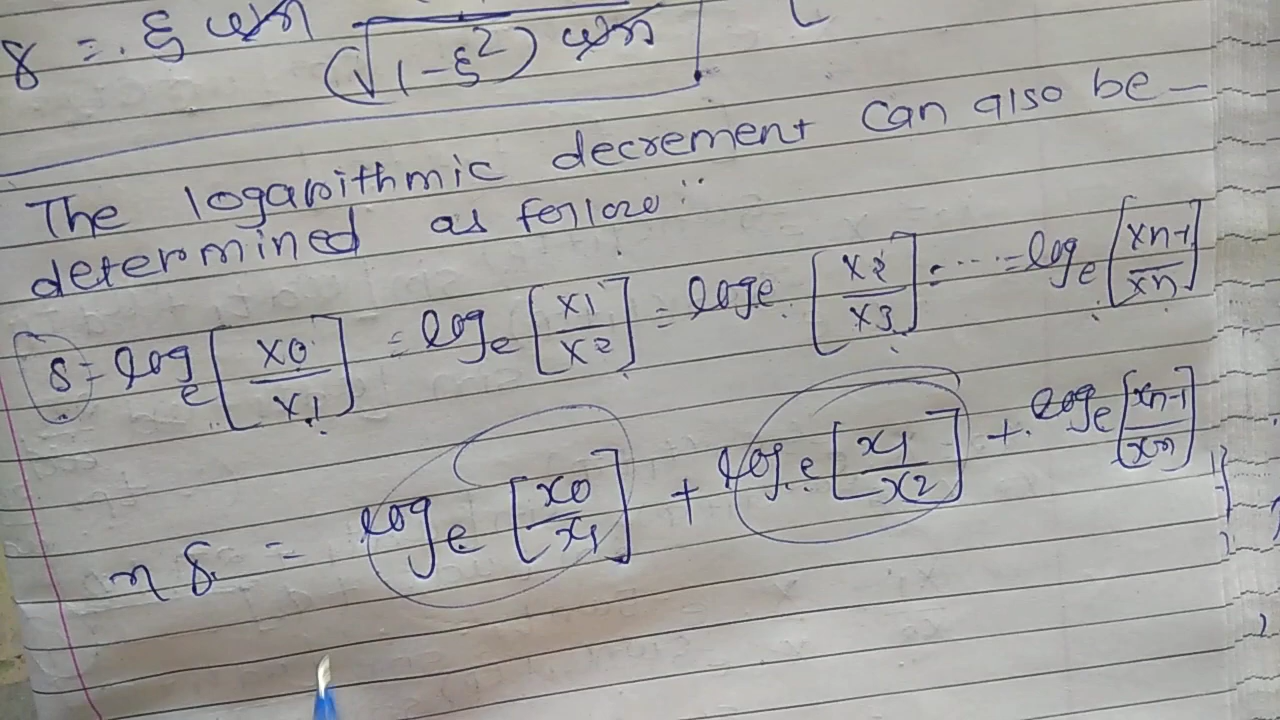 δ = ξ ωn
(√1-ξ²) ωn
The logarithmic decrement can also be -
determined as follow:
δ = loge [x0/x1] = loge [x1/x2] = loge [x2/x3] ..... = loge [xn-1/xn]
nδ = loge [x0/x1] + loge [x1/x2] + loge [xn-1/xn]